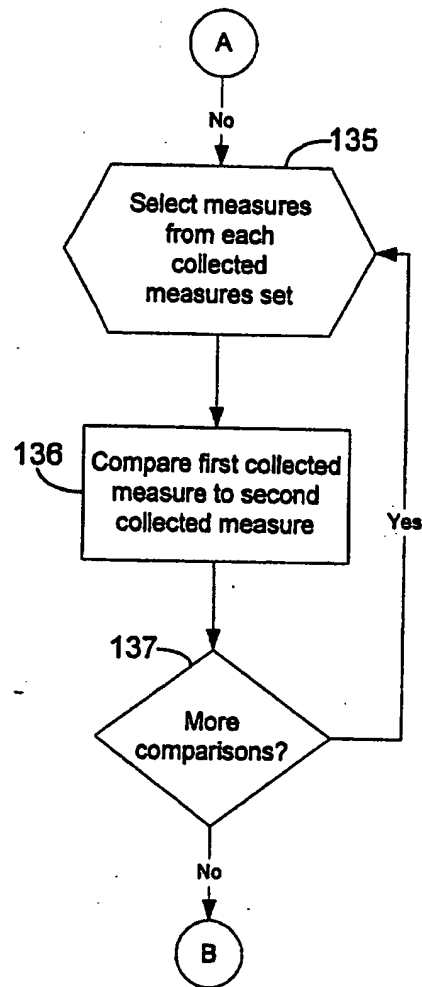 A
No
135
Select measures
from each
collected
measures set
136
Compare first collected
measure to second
collected measure
Yes
137
More
comparisons?
No
B